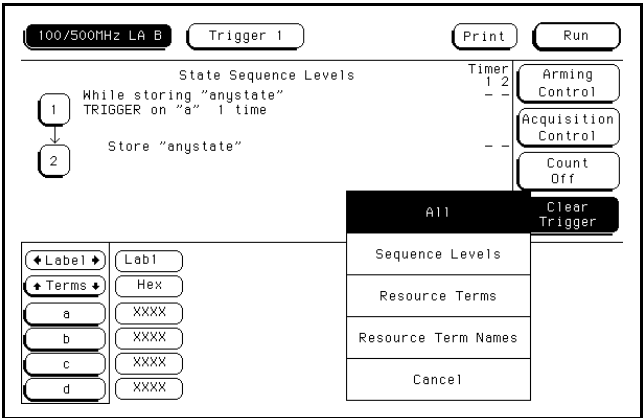 100/500MHz LA B
Trigger 1
Print
Run
State Sequence Levels
Timer
1 2
Arming
Control
1
While storing "anystate"
TRIGGER on "a" 1 time
- -
Acquisition
Control
2
Store "anystate"
- -
Count
Off
Clear
Trigger
All
Sequence Levels
Resource Terms
Resource Term Names
Cancel
Label
Lab1
Terms
Hex
a
XXXX
b
XXXX
c
XXXX
d
XXXX